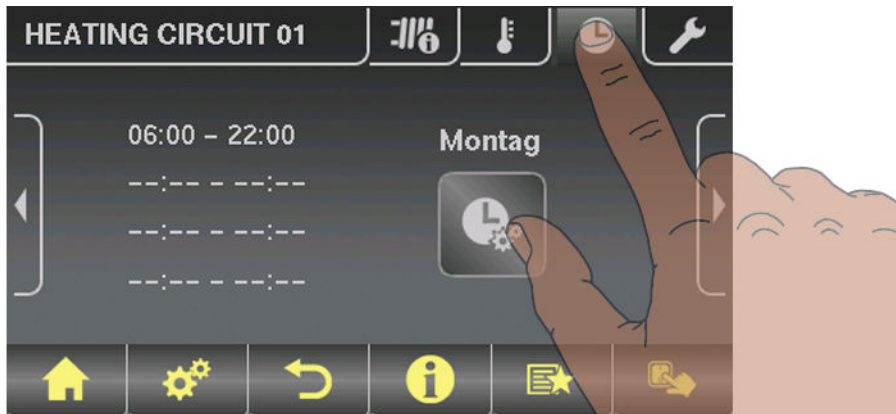 HEATING CIRCUIT 01
06:00 - 22:00
Montag
--:-- - --:--
--:-- - --:--
--:-- - --:--